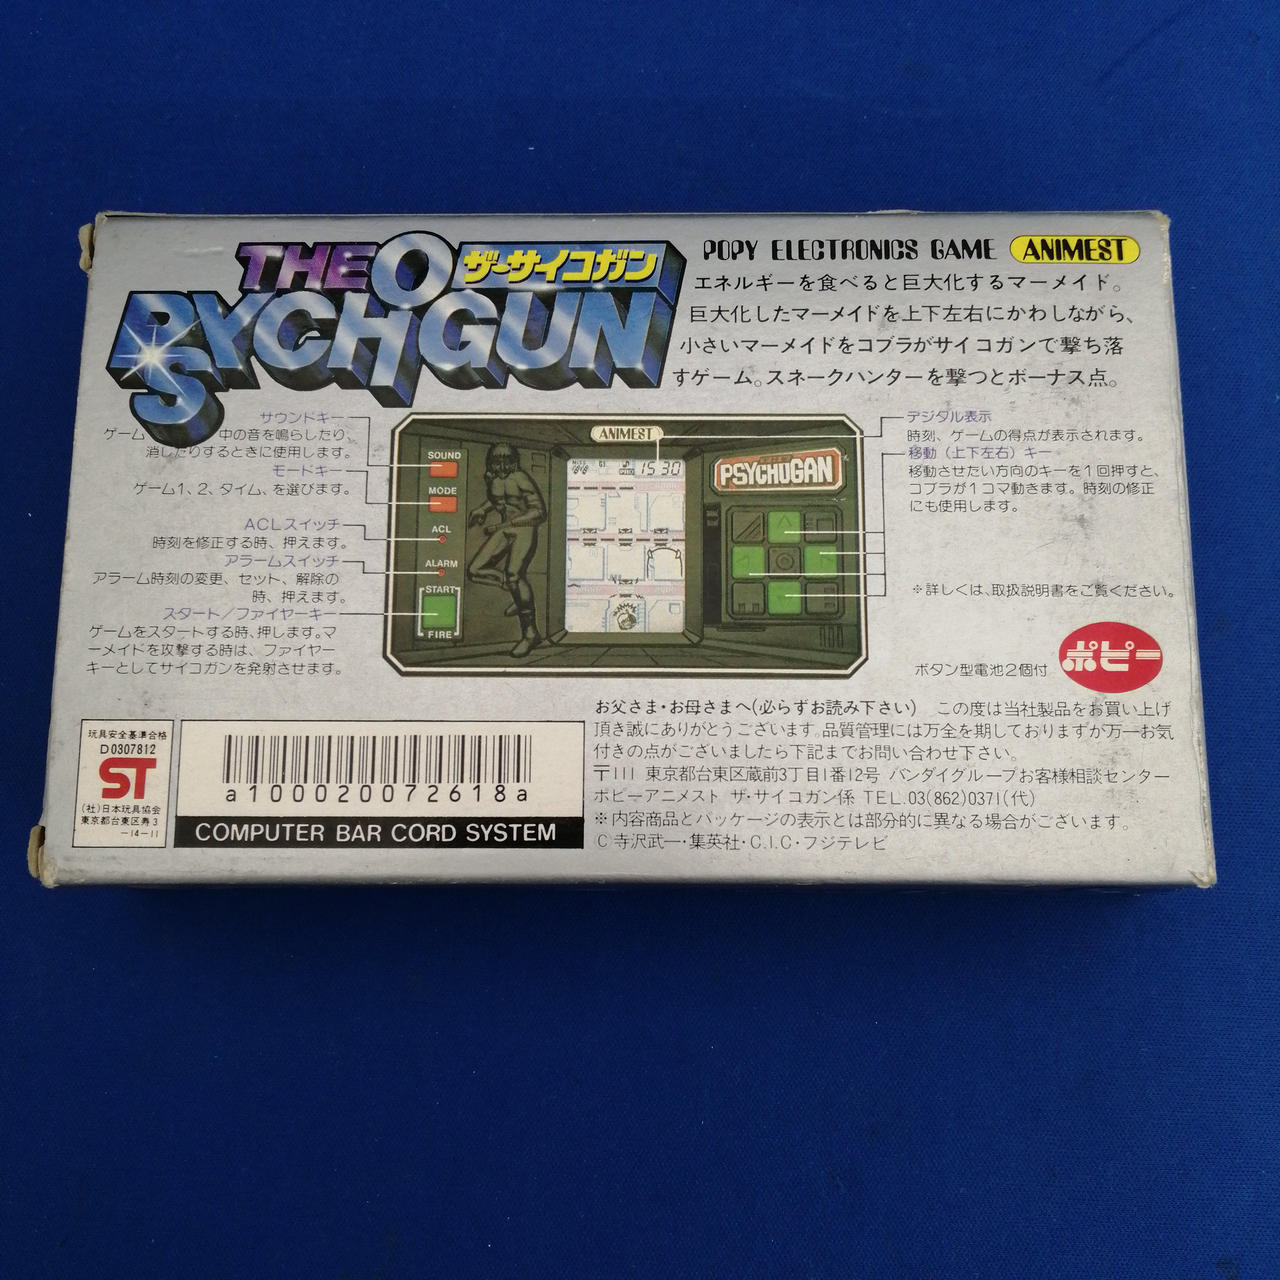 THE PSYCHOGUN
ザ・サイコガン
POPY ELECTRONICS GAME ANIMEST
エネルギーを食べると巨大化するマーメイド。
巨大化したマーメイドを上下左右にかわしながら、
小さいマーメイドをコブラがサイコガンで撃ち落
すゲーム。スネークハンターを撃つとボーナス点。
サウンドキー
ゲーム中の音を鳴らしたり、
消したりするときに使用します。
モードキー
ゲーム1、2、タイム、を選びます。
ACLスイッチ
時刻を修正する時、押えます。
アラームスイッチ
アラーム時刻の変更、セット、解除の
時、押えます。
スタート/ファイヤーキー
ゲームをスタートする時、押します。マ
ーメイドを攻撃する時は、ファイヤー
キーとしてサイコガンを発射させます。
ANIMEST
SOUND
MODE
ACL
ALARM
START
FIRE
MISS
G1
15 30
PSYCHOGAN
デジタル表示
時刻、ゲームの得点が表示されます。
移動(上下左右)キー
移動させたい方向のキーを1回押すと、
コブラが1コマ動きます。時刻の修正
にも使用します。
※詳しくは、取扱説明書をご覧ください。
ボタン型電池2個付
ポピー
玩具安全基準合格
D0307812
ST
(社)日本玩具協会
東京都台東区寿3
-14-11
a100020072618a
COMPUTER BAR CORD SYSTEM
お父さま・お母さまへ(必らずお読み下さい) この度は当社製品をお買い上げ
頂き誠にありがとうございます。品質管理には万全を期しておりますが万一お気
付きの点がございましたら下記までお問い合わせ下さい。
〒111 東京都台東区蔵前3丁目1番12号 バンダイグループお客様相談センター
ポピーアニメスト ザ・サイコガン係 TEL.03(862)0371(代)
※内容商品とパッケージの表示とは部分的に異なる場合がございます。
©寺沢武一・集英社・C.I.C・フジテレビ